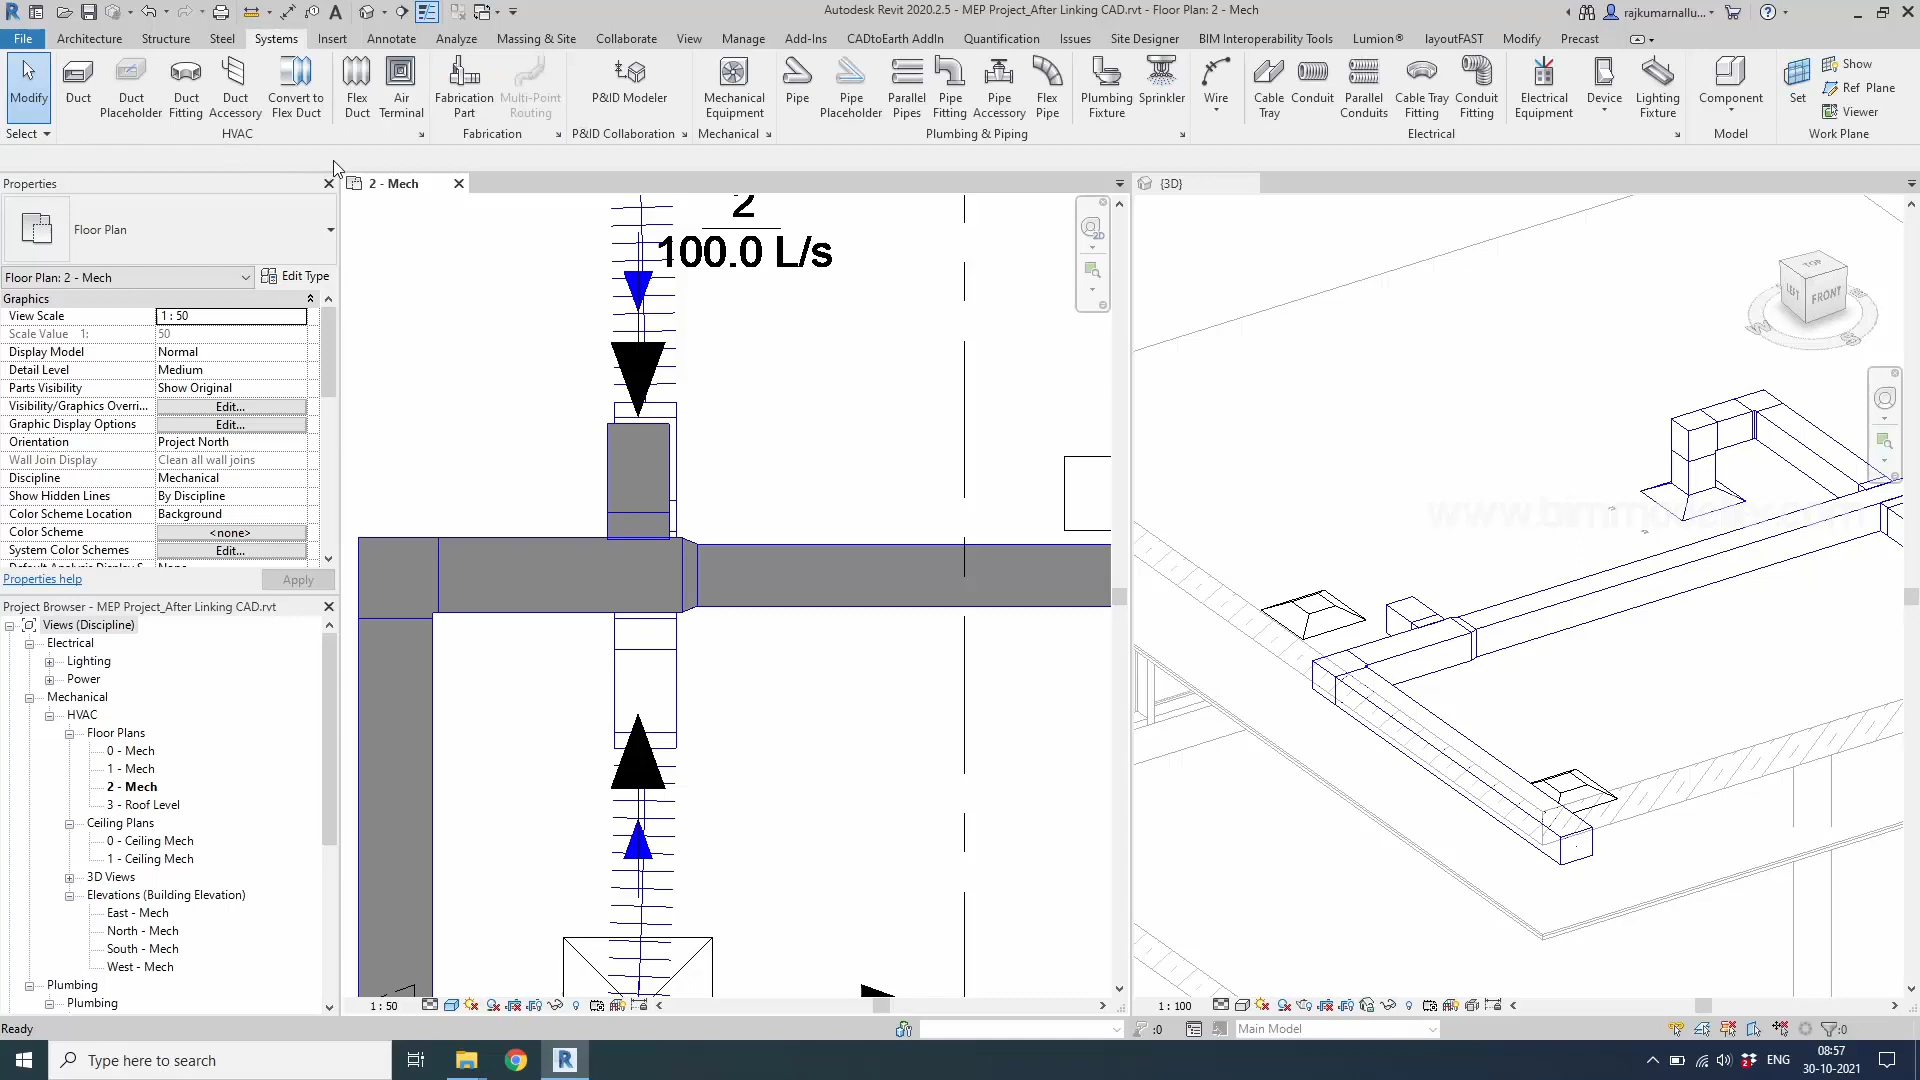 Autodesk Revit 2020.2.5 - MEP Project_After Linking CAD.rvt - Floor Plan: 2 - Mech
rajkumarnallu...
File Architecture Structure Steel Systems Insert Annotate Analyze Massing & Site Collaborate View Manage Add-Ins CADtoEarth AddIn Quantification Issues Site Designer BIM Interoperability Tools Lumion® layoutFAST Modify Precast
Modify
Duct
Duct Placeholder
Duct Fitting
Duct Accessory
Convert to Flex Duct
Flex Duct
Air Terminal
Fabrication Part
Multi-Point Routing
P&ID Modeler
Mechanical Equipment
Pipe
Pipe Placeholder
Parallel Pipes
Pipe Fitting
Pipe Accessory
Flex Pipe
Plumbing Fixture
Sprinkler
Wire
Cable Tray
Conduit
Parallel Conduits
Cable Tray Fitting
Conduit Fitting
Electrical Equipment
Device
Lighting Fixture
Component
Set
Show
Ref Plane
Viewer
Select HVAC Fabrication P&ID Collaboration Mechanical Plumbing & Piping Electrical Model Work Plane
Properties
Floor Plan
Floor Plan: 2 - Mech
Edit Type
Graphics
View Scale 1 : 50
Scale Value 1: 50
Display Model Normal
Detail Level Medium
Parts Visibility Show Original
Visibility/Graphics Overri... Edit...
Graphic Display Options Edit...
Orientation Project North
Wall Join Display Clean all wall joins
Discipline Mechanical
Show Hidden Lines By Discipline
Color Scheme Location Background
Color Scheme <none>
System Color Schemes Edit...
Properties help
Apply
Project Browser - MEP Project_After Linking CAD.rvt
Views (Discipline)
Electrical
Lighting
Power
Mechanical
HVAC
Floor Plans
0 - Mech
1 - Mech
2 - Mech
3 - Roof Level
Ceiling Plans
0 - Ceiling Mech
1 - Ceiling Mech
3D Views
Elevations (Building Elevation)
East - Mech
North - Mech
South - Mech
West - Mech
Plumbing
Plumbing
2 - Mech
2
100.0 L/s
2D
1 : 50
{3D}
TOP
LEFT
FRONT
W
S
1 : 100
Ready
:0
Main Model
:0
Type here to search
ENG
08:57
30-10-2021